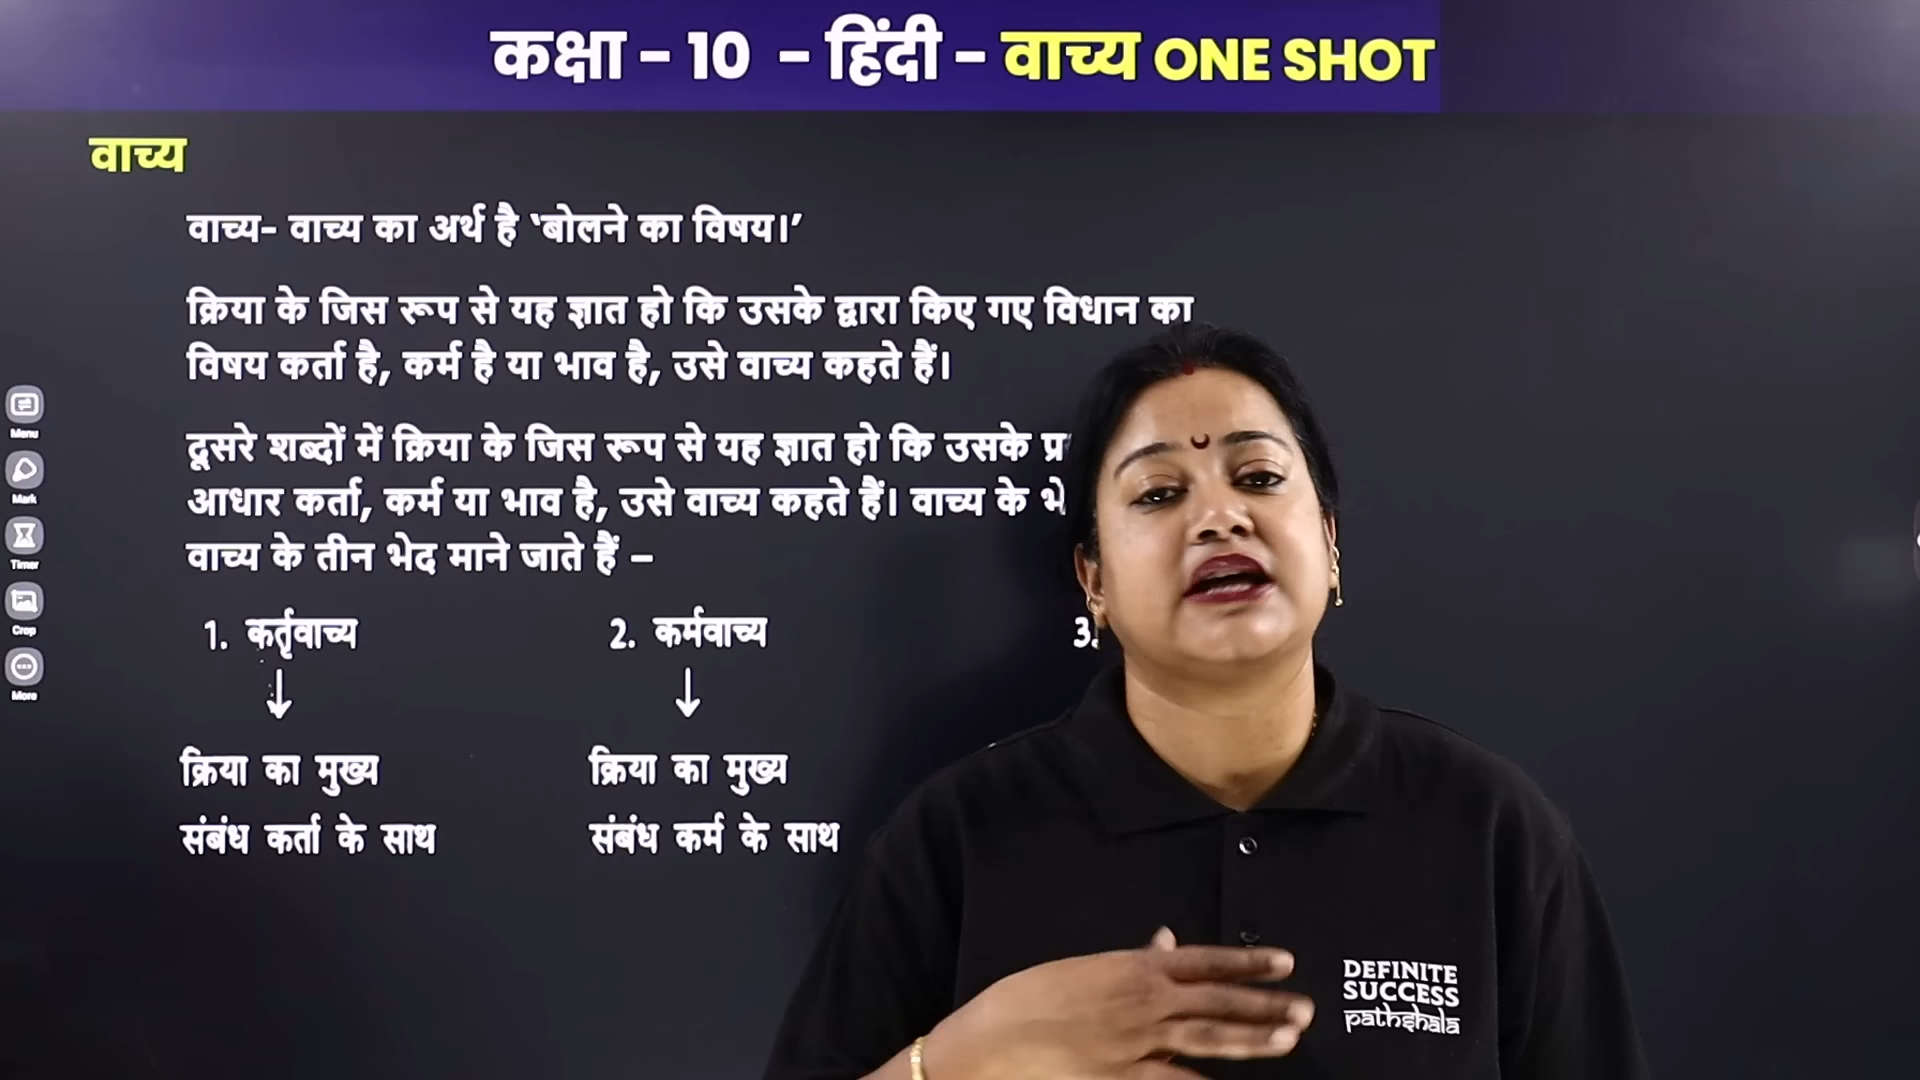 कक्षा - 10 - हिंदी - वाच्य ONE SHOT
वाच्य
वाच्य- वाच्य का अर्थ है ‘बोलने का विषय।’
क्रिया के जिस रूप से यह ज्ञात हो कि उसके द्वारा किए गए विधान का
विषय कर्ता है, कर्म है या भाव है, उसे वाच्य कहते हैं।
दूसरे शब्दों में क्रिया के जिस रूप से यह ज्ञात हो कि उसके
आधार कर्ता, कर्म या भाव है, उसे वाच्य कहते हैं। वाच्य के
वाच्य के तीन भेद माने जाते हैं –
1. कर्तृवाच्य 2. कर्मवाच्य 3.
क्रिया का मुख्य क्रिया का मुख्य
संबंध कर्ता के साथ संबंध कर्म के साथ
Menu
Mark
Timer
Crop
More
DEFINITE
SUCCESS
pathshala